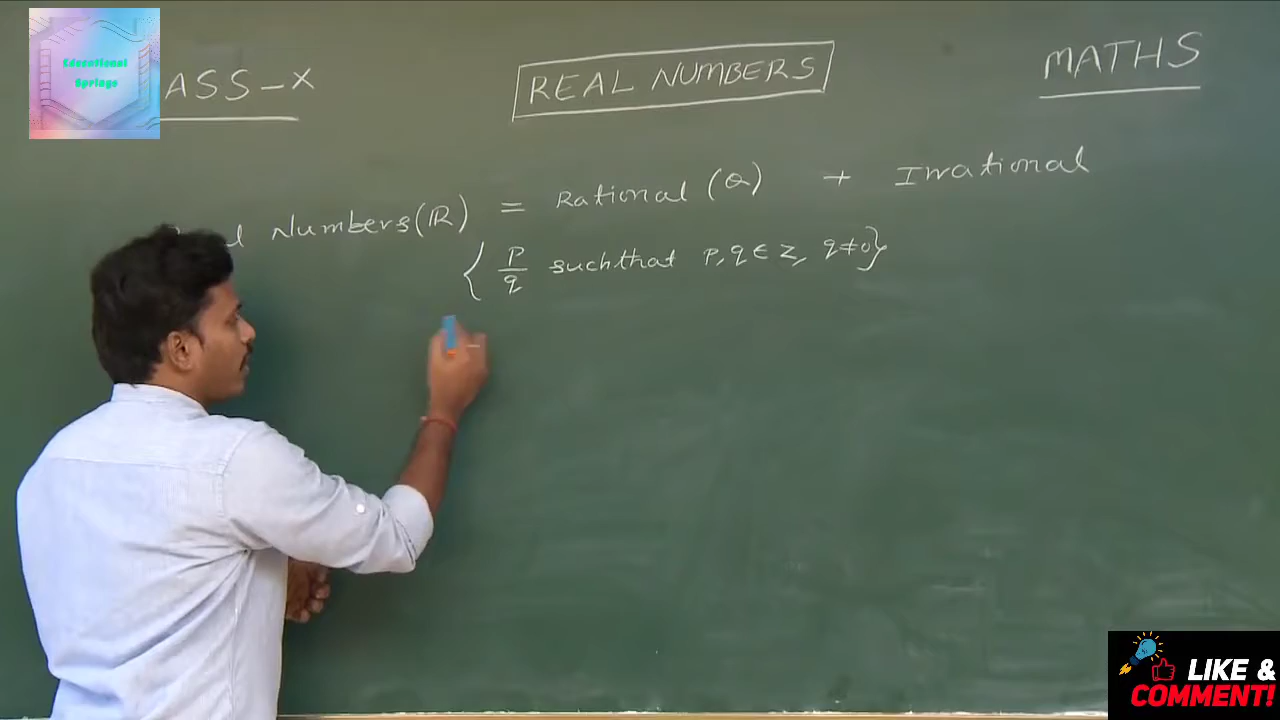 Educational
Springs
ASS-X
REAL NUMBERS
MATHS
Numbers(R) = Rational (Q) + Irrational
{ P/q such that P,q ∈ Z, q≠0}
LIKE &
COMMENT!